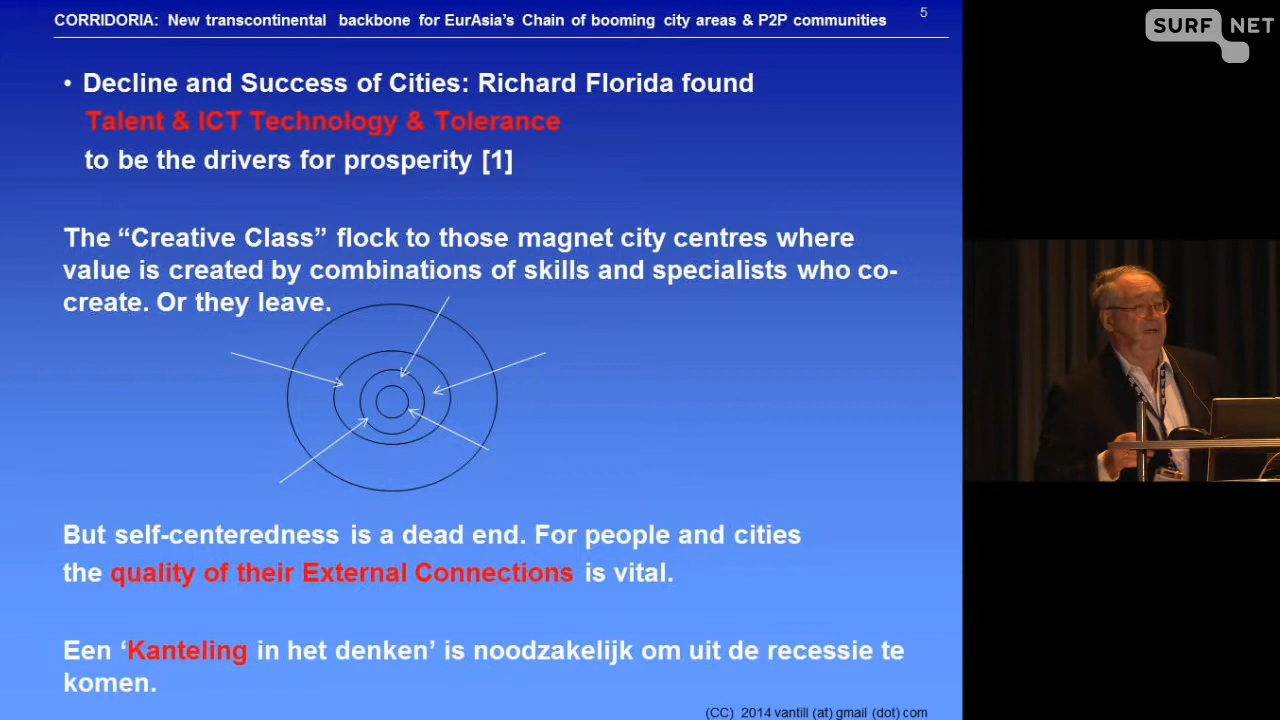 CORRIDORIA: New transcontinental backbone for EurAsia's Chain of booming city areas & P2P communities
5
SURF NET
• Decline and Success of Cities: Richard Florida found
Talent & ICT Technology & Tolerance
to be the drivers for prosperity [1]
The “Creative Class” flock to those magnet city centres where
value is created by combinations of skills and specialists who co-
create. Or they leave.
But self-centeredness is a dead end. For people and cities
the quality of their External Connections is vital.
Een ‘Kanteling in het denken’ is noodzakelijk om uit de recessie te
komen.
(CC) 2014 vantill (at) gmail (dot) com